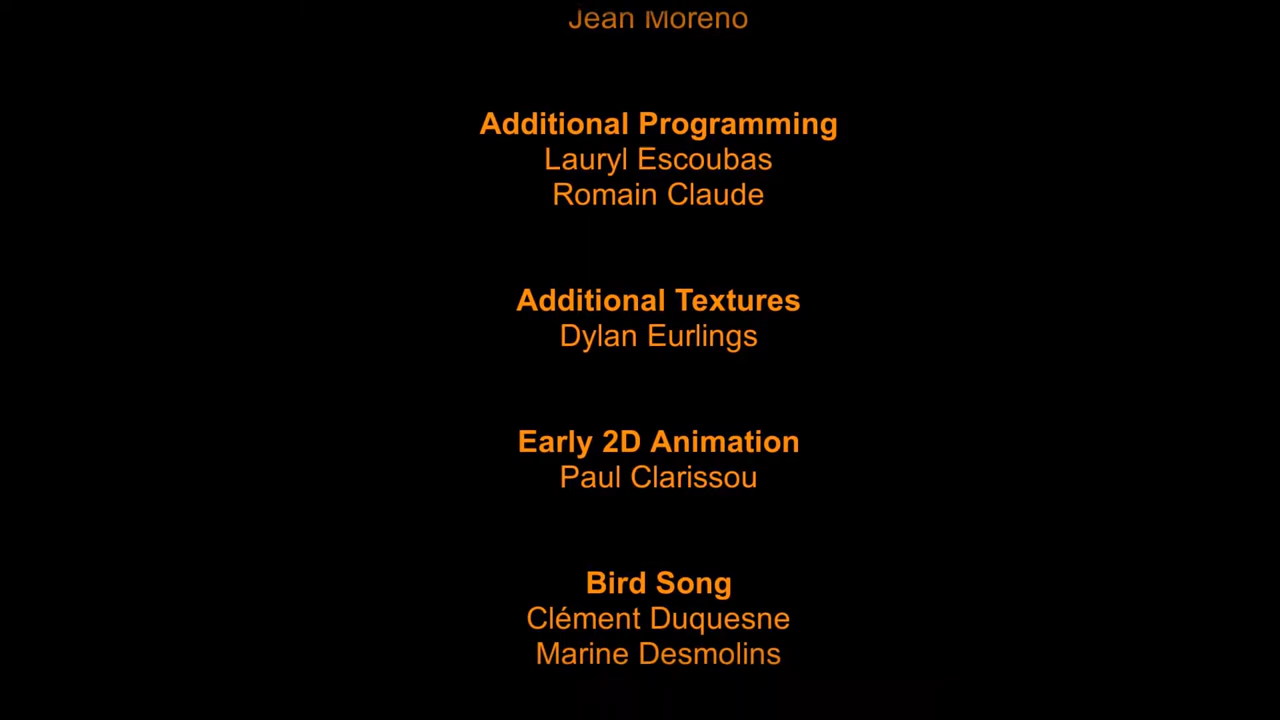 Jean Moreno
Additional Programming
Lauryl Escoubas
Romain Claude
Additional Textures
Dylan Eurlings
Early 2D Animation
Paul Clarissou
Bird Song
Clément Duquesne
Marine Desmolins